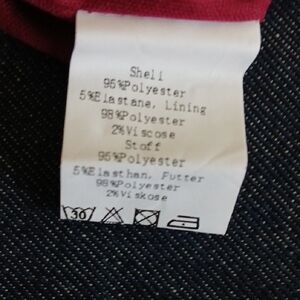 Shell
95%Polyester
5%Elastane, Lining
98%Polyester
2%Viscose
Stoff
95%Polyester
5%Elasthan, Futter
98%Polyester
2%Viskose
30